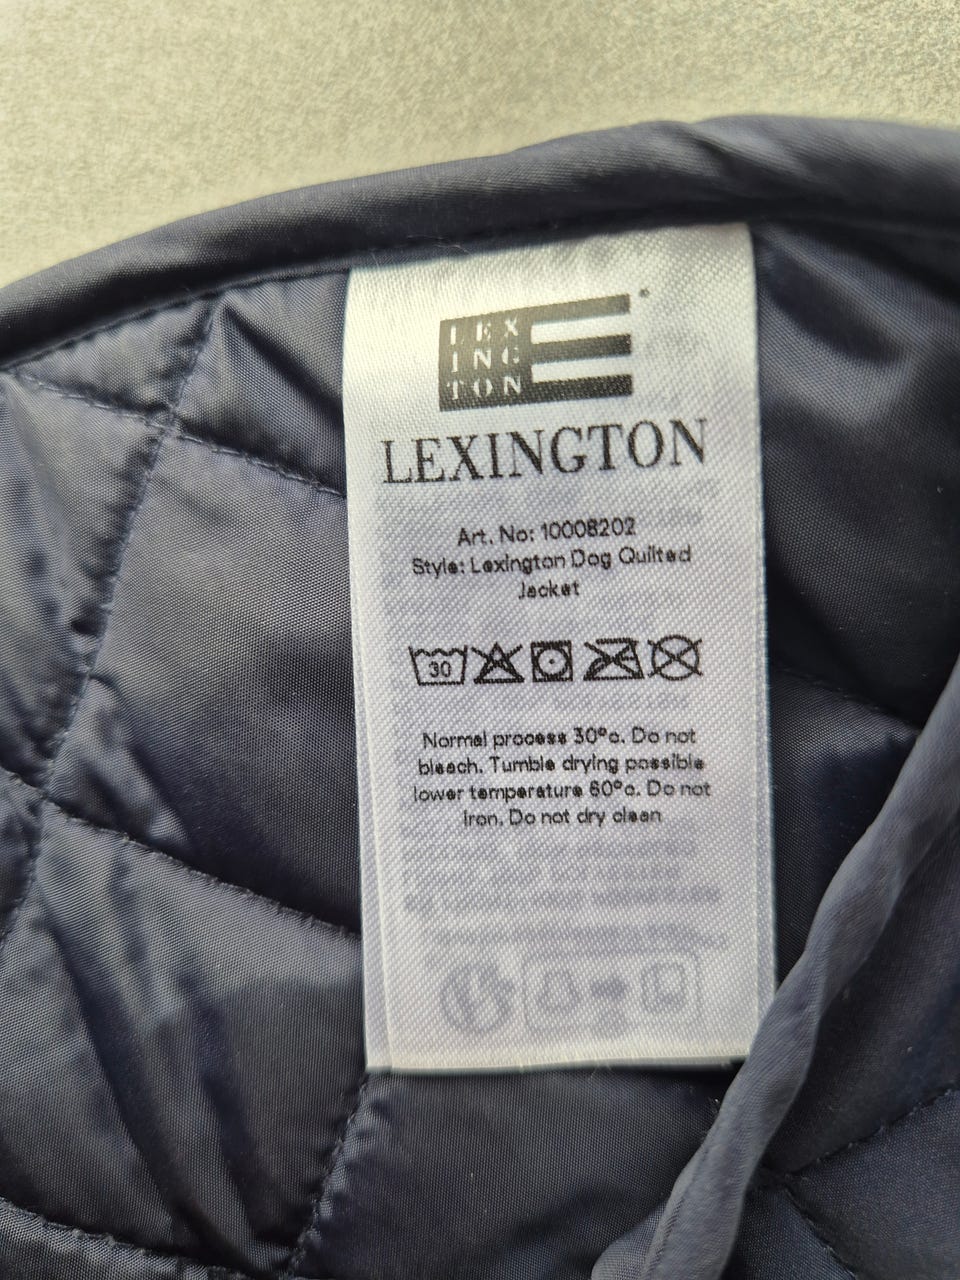 LEX
ING
TON
LEXINGTON
Art. No: 10008202
Style: Lexington Dog Quilted
Jacket
30
Normal process 30°c. Do not
bleach. Tumble drying possible
lower temperature 60°c. Do not
Iron. Do not dry clean